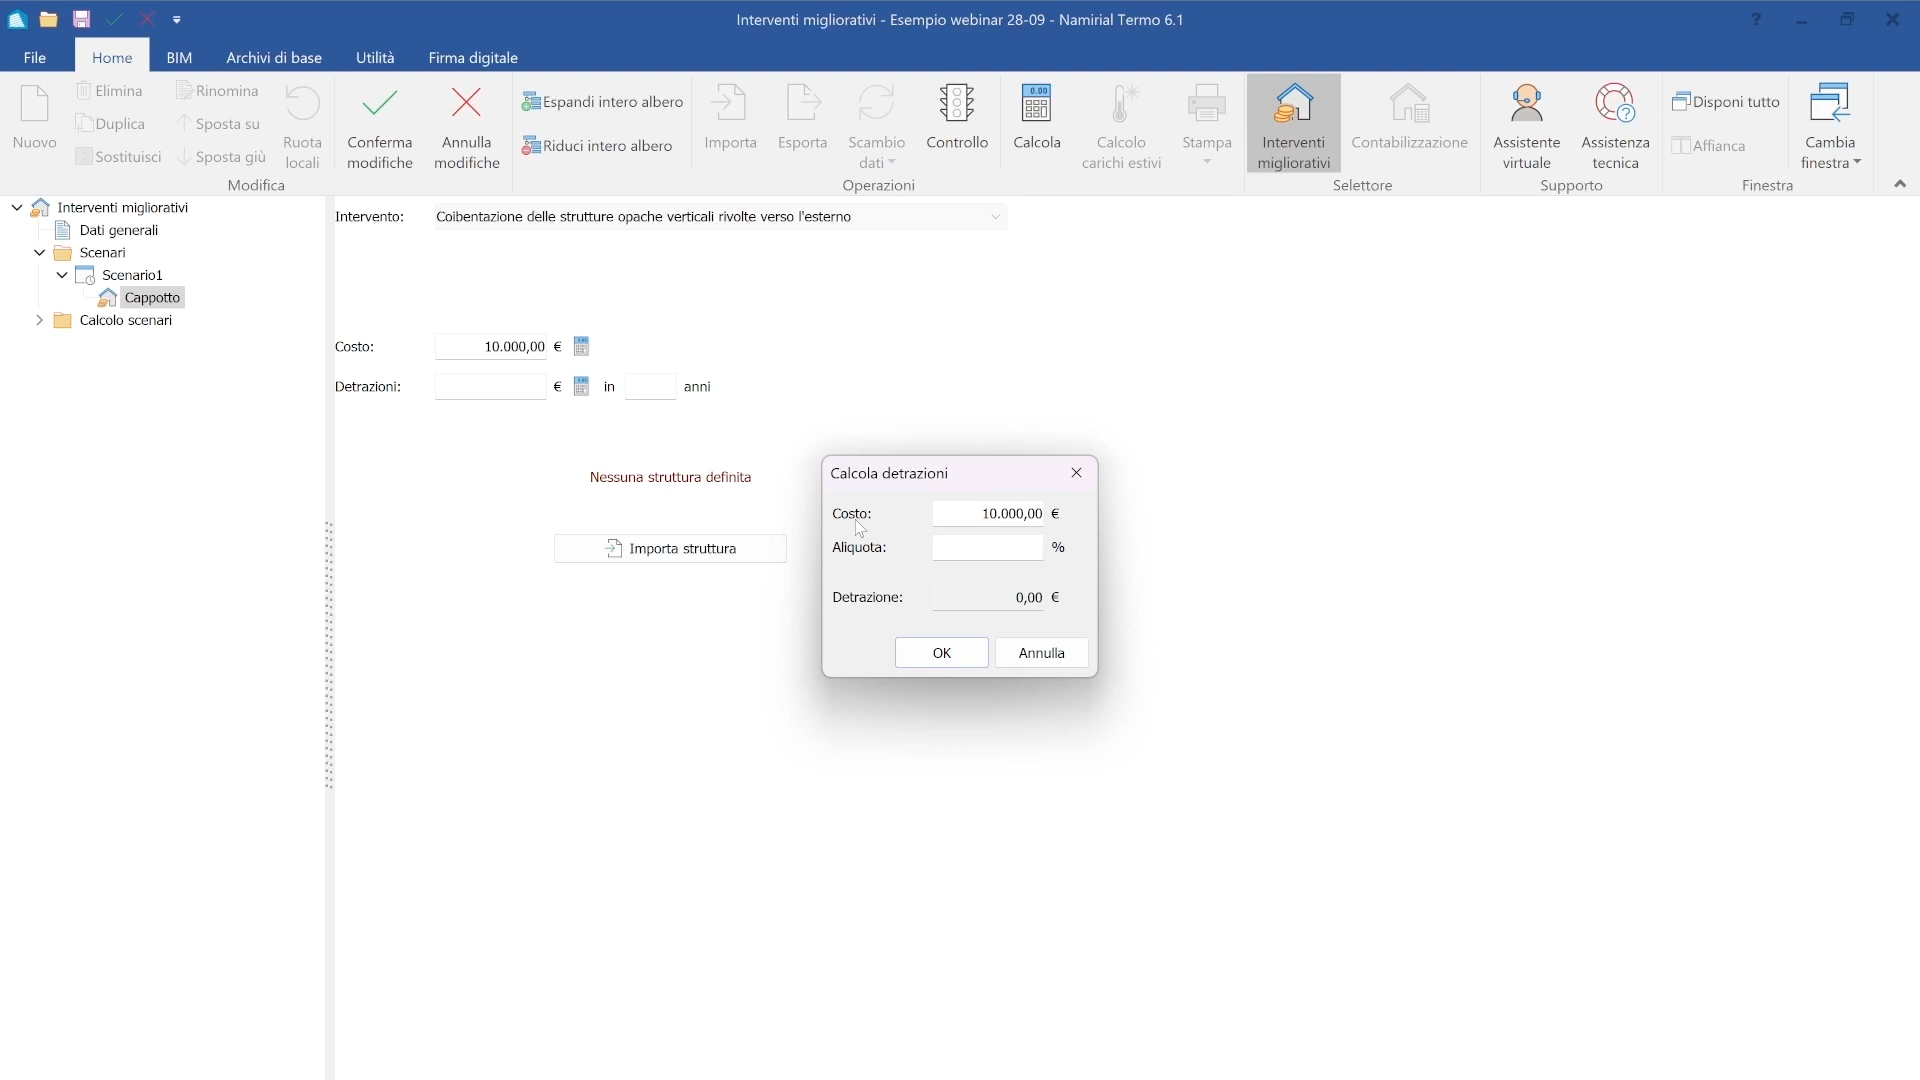 Interventi migliorativi - Esempio webinar 28-09 - Namirial Termo 6.1
?
File Home BIM Archivi di base Utilità Firma digitale
Nuovo
Elimina
Duplica
Sostituisci
Rinomina
Sposta su
Sposta giù
Ruota
locali
Modifica
Conferma
modifiche
Annulla
modifiche
Espandi intero albero
Riduci intero albero
Importa
Esporta
Scambio
dati
Controllo
Operazioni
0.00
Calcola
Calcolo
carichi estivi
Stampa
Interventi
migliorativi
Contabilizzazione
Selettore
Assistente
virtuale
Assistenza
tecnica
Supporto
Disponi tutto
Affianca
Cambia
finestra
Finestra
Interventi migliorativi
Dati generali
Scenari
Scenario1
Cappotto
Calcolo scenari
Intervento: Coibentazione delle strutture opache verticali rivolte verso l'esterno
Costo: 10.000,00 €
Detrazioni: € in anni
Nessuna struttura definita
Importa struttura
Calcola detrazioni
Costo: 10.000,00 €
Aliquota: %
Detrazione: 0,00 €
OK Annulla